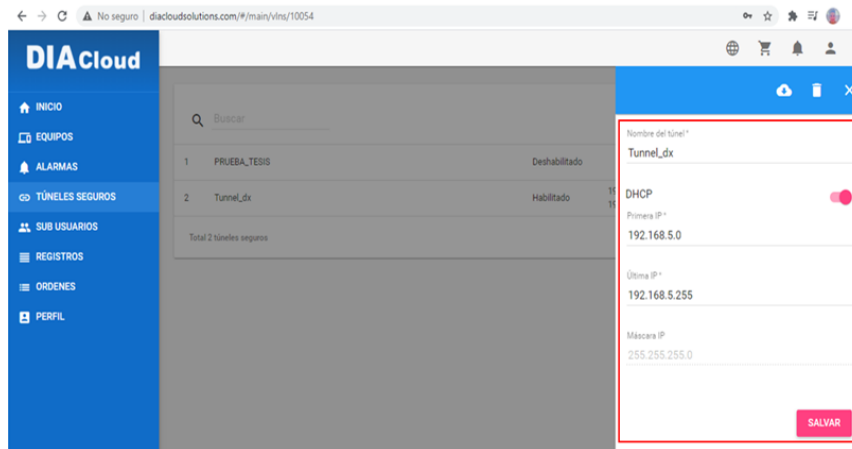 No seguro | diacloudsolutions.com/#/main/vlns/10054
DIACloud
INICIO
EQUIPOS
ALARMAS
TÚNELES SEGUROS
SUB USUARIOS
REGISTROS
ORDENES
PERFIL
Buscar
1 PRUEBA_TESIS Deshabilitado
2 Tunnel_dx Habilitado 19
19
Total 2 túneles seguros
Nombre del túnel *
Tunnel_dx
DHCP
Primera IP *
192.168.5.0
Última IP *
192.168.5.255
Máscara IP
255.255.255.0
SALVAR